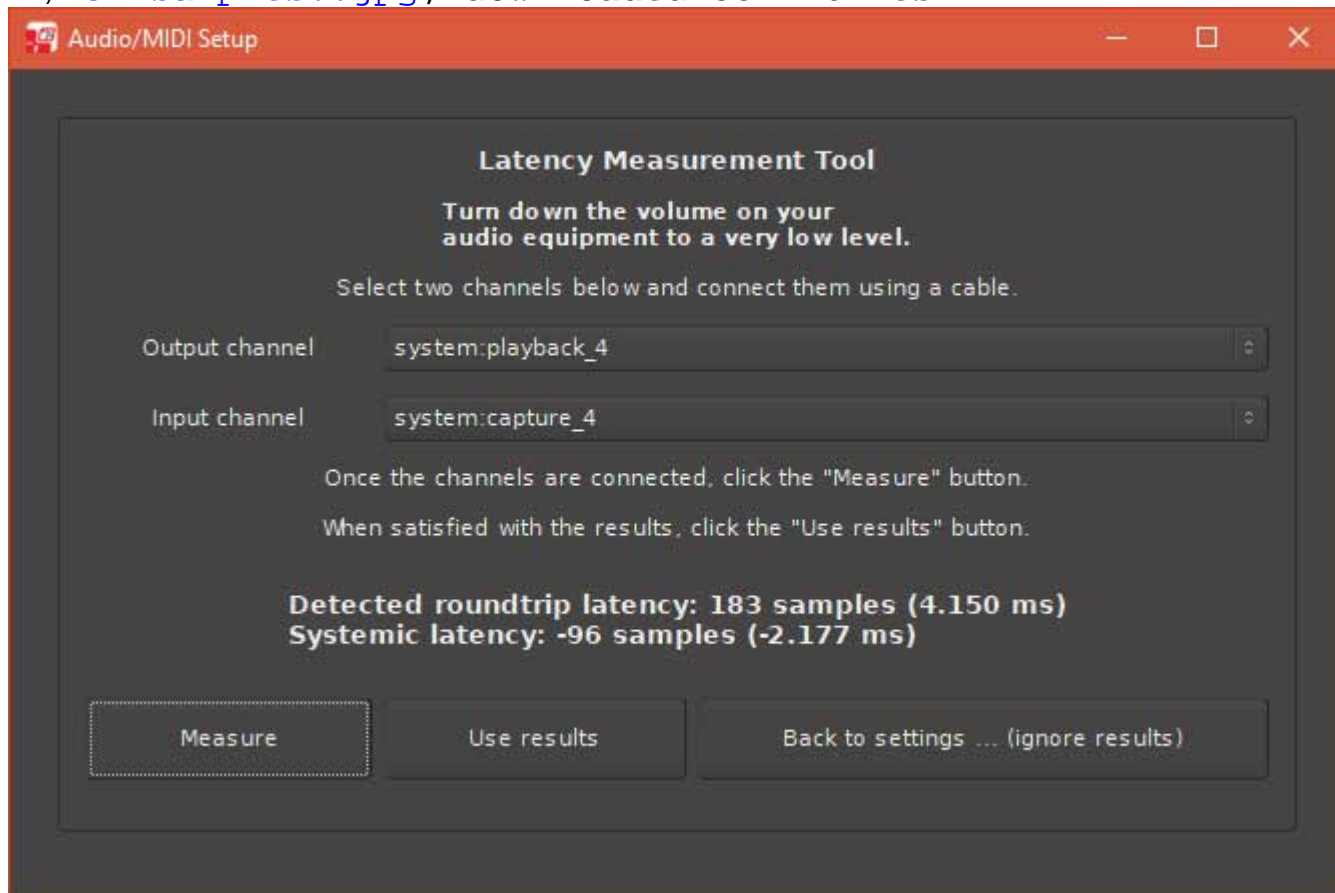 Audio/MIDI Setup
Latency Measurement Tool
Turn down the volume on your
audio equipment to a very low level.
Select two channels below and connect them using a cable.
Output channel system:playback_4
Input channel system:capture_4
Once the channels are connected, click the "Measure" button.
When satisfied with the results, click the "Use results" button.
Detected roundtrip latency: 183 samples (4.150 ms)
Systemic latency: -96 samples (-2.177 ms)
Measure Use results Back to settings ... (ignore results)